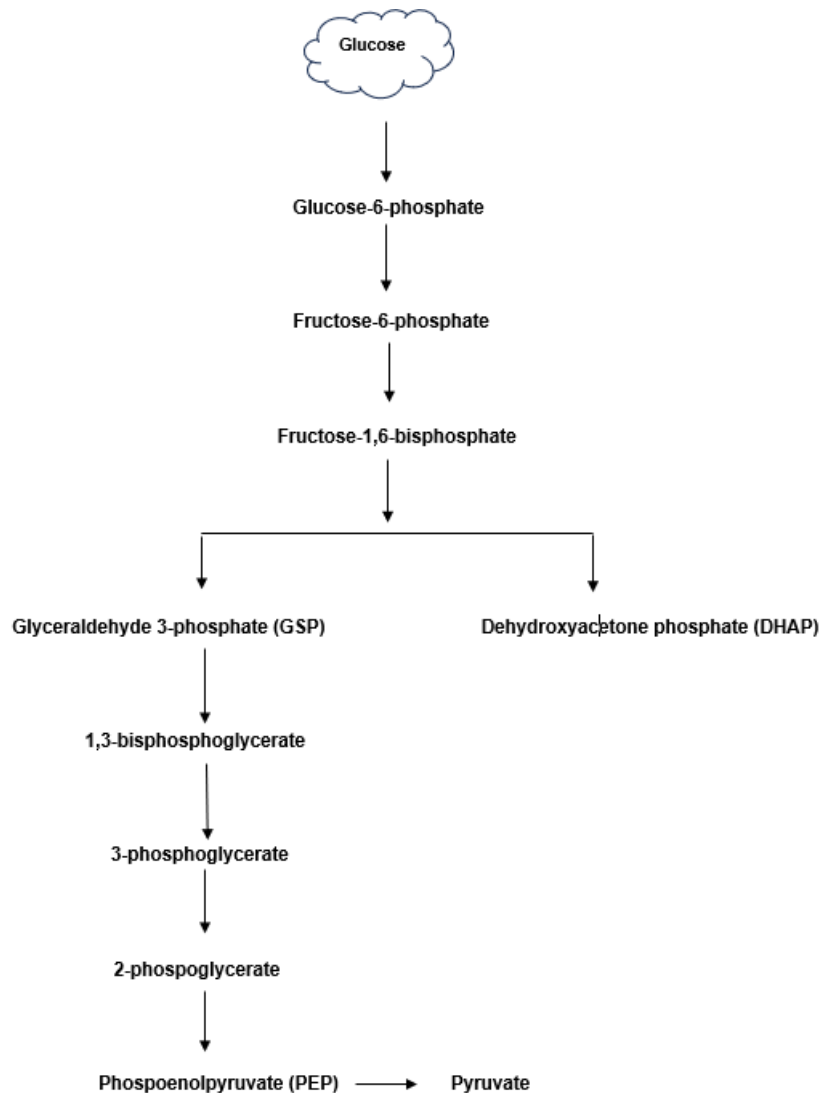 Glucose
Glucose-6-phosphate
Fructose-6-phosphate
Fructose-1,6-bisphosphate
Glyceraldehyde 3-phosphate (GSP)
Dehydroxyacetone phosphate (DHAP)
1,3-bisphosphoglycerate
3-phosphoglycerate
2-phospoglycerate
Phospoenolpyruvate (PEP)
Pyruvate